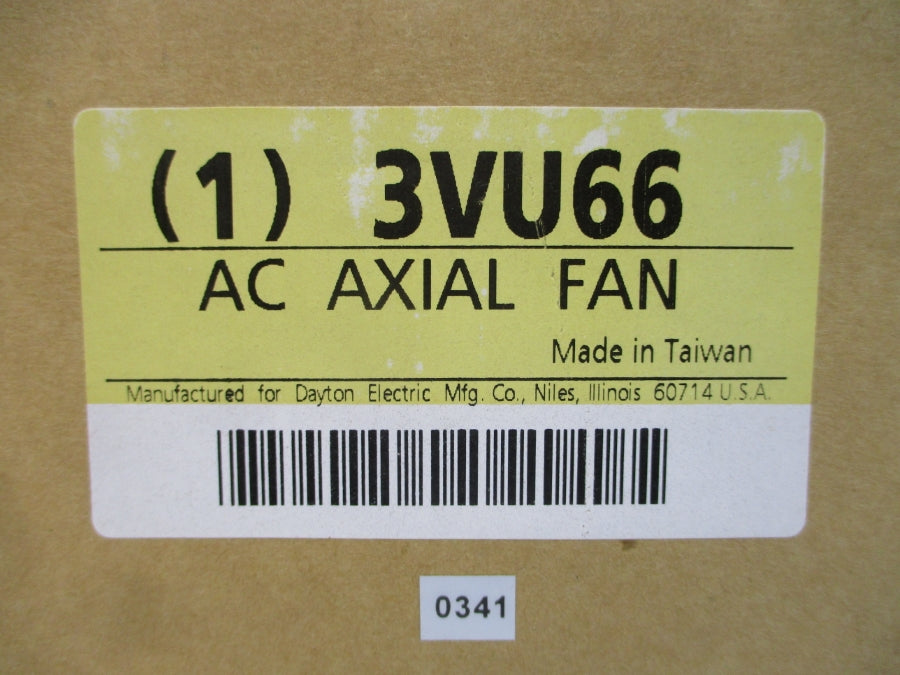 (1) 3VU66
AC AXIAL FAN
Made in Taiwan
Manufactured for Dayton Electric Mfg. Co., Niles, Illinois 60714 U.S.A.
0341